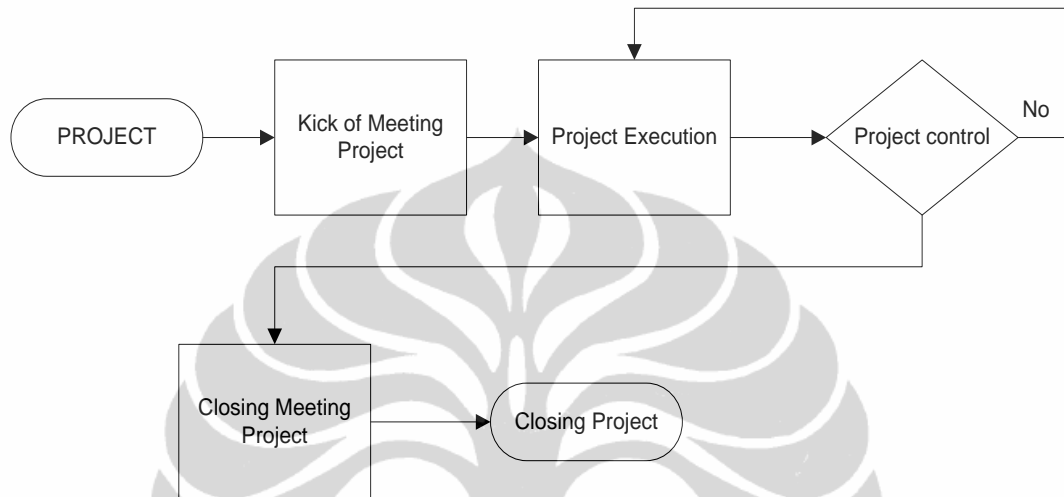 PROJECT
Kick of Meeting
Project
Project Execution
Project control
No
Closing Meeting
Project
Closing Project